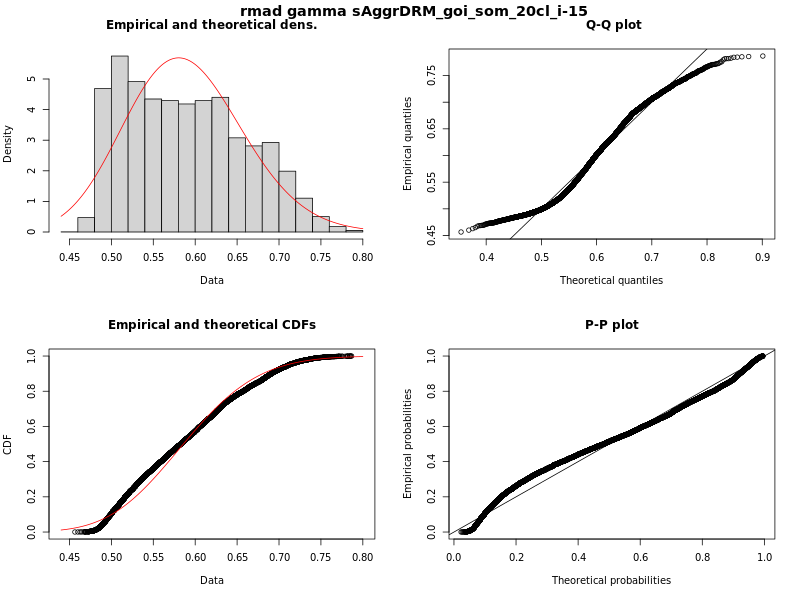 rmad gamma sAggrDRM_goi_som_20cl_i-15
Empirical and theoretical dens.
Density
0 1 2 3 4 5
0.45 0.50 0.55 0.60 0.65 0.70 0.75 0.80
Data
Q-Q plot
Empirical quantiles
0.45 0.55 0.65 0.75
0.4 0.5 0.6 0.7 0.8 0.9
Theoretical quantiles
Empirical and theoretical CDFs
CDF
0.0 0.2 0.4 0.6 0.8 1.0
0.45 0.50 0.55 0.60 0.65 0.70 0.75 0.80
Data
P-P plot
Empirical probabilities
0.0 0.2 0.4 0.6 0.8 1.0
0.0 0.2 0.4 0.6 0.8 1.0
Theoretical probabilities